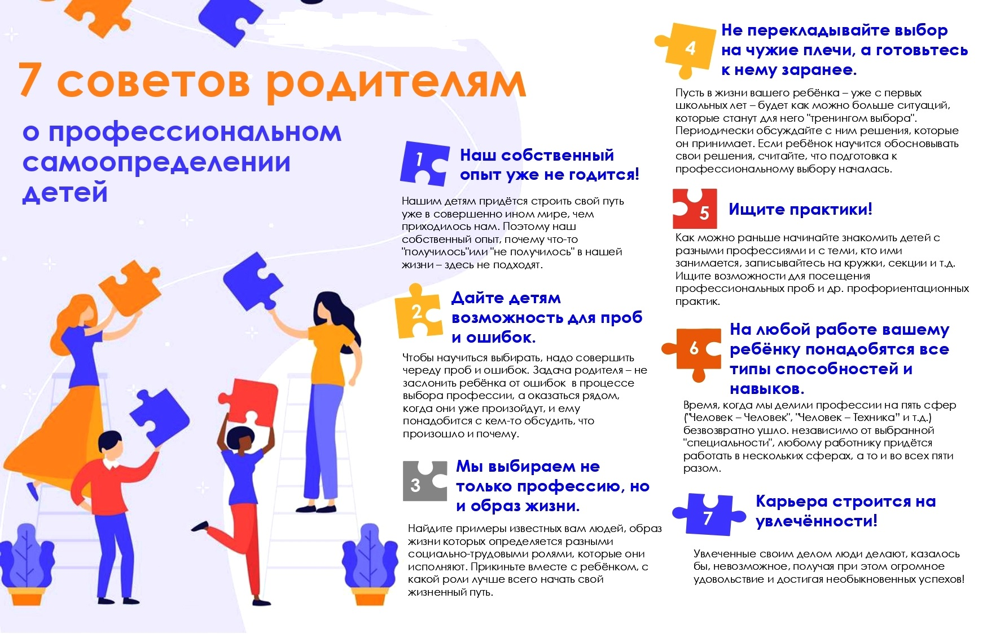 7 советов родителям
о профессиональном
самоопределении
детей
1
Наш собственный
опыт уже не годится!
Нашим детям придётся строить свой путь
уже в совершенно ином мире, чем
приходилось нам. Поэтому наш
собственный опыт, почему что-то
"получилось"или "не получилось" в нашей
жизни – здесь не подходят.
2
Дайте детям
возможность для проб
и ошибок.
Чтобы научиться выбирать, надо совершить
череду проб и ошибок. Задача родителя – не
заслонить ребёнка от ошибок  в процессе
выбора профессии, а оказаться рядом,
когда они уже произойдут, и ему
понадобится с кем-то обсудить, что
произошло и почему.
3
Мы выбираем не
только профессию, но
и образ жизни.
Найдите примеры известных вам людей, образ
жизни которых определяется разными
социально-трудовыми ролями, которые они
исполняют. Прикиньте вместе с ребёнком, с
какой роли лучше всего начать свой
жизненный путь.
4
Не перекладывайте выбор
на чужие плечи, а готовьтесь
к нему заранее.
Пусть в жизни вашего ребёнка – уже с первых
школьных лет – будет как можно больше ситуаций,
которые станут для него "тренингом выбора".
Периодически обсуждайте с ним решения, которые
он принимает. Если ребёнок научится обосновывать
свои решения, считайте, что подготовка к
профессиональному выбору началась.
5
Ищите практики!
Как можно раньше начинайте знакомить детей с
разными профессиями и с теми, кто ими
занимается, записывайтесь на кружки, секции и т.д.
Ищите возможности для посещения
профессиональных проб и др. профориентационных
практик.
6
На любой работе вашему
ребёнку понадобятся все
типы способностей и
навыков.
Время, когда мы делили профессии на пять сфер
("Человек – Человек", "Человек – Техника" и т.д.)
безвозвратно ушло. независимо от выбранной
"специальности", любому работнику придётся
работать в нескольких сферах, а то и во всех пяти
разом.
7
Карьера строится на
увлечённости!
Увлеченные своим делом люди делают, казалось
бы, невозможное, получая при этом огромное
удовольствие и достигая необыкновенных успехов!